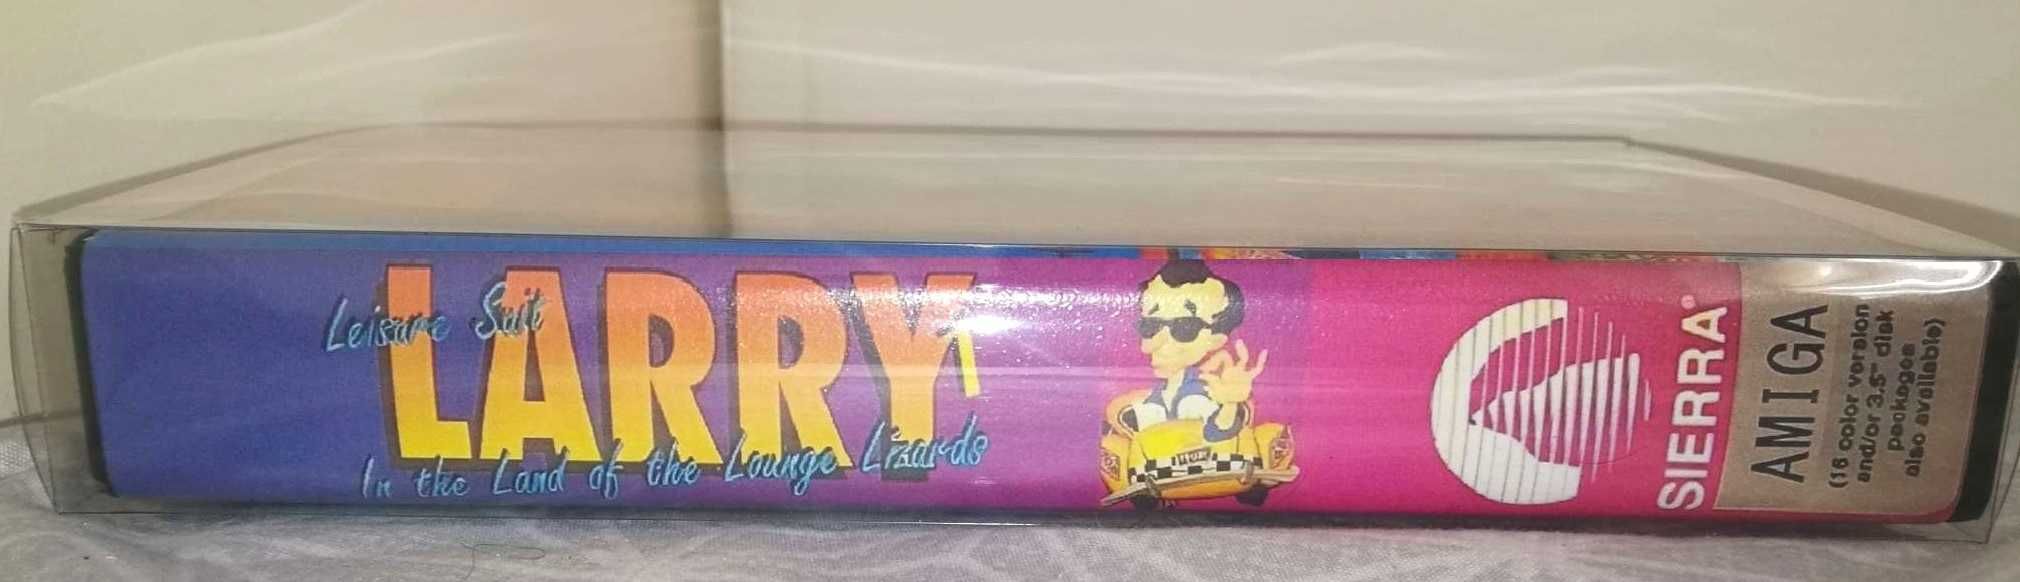 Leisure Suit
LARRY 1
In the Land of the Lounge Lizards
SIERRA®
AMIGA
(16 color version
and/or 3.5" disk
packages
also available)